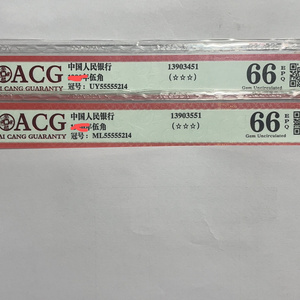 ACG
AI CANG GUARANTY
中国人民银行
年伍角
冠号: UY55555214
13903451
(☆☆☆)
66 EPQ
Gem Uncirculated
ACG
AI CANG GUARANTY
中国人民银行
年伍角
冠号: ML55555214
13903551
(☆☆☆)
66 EPQ
Gem Uncirculated